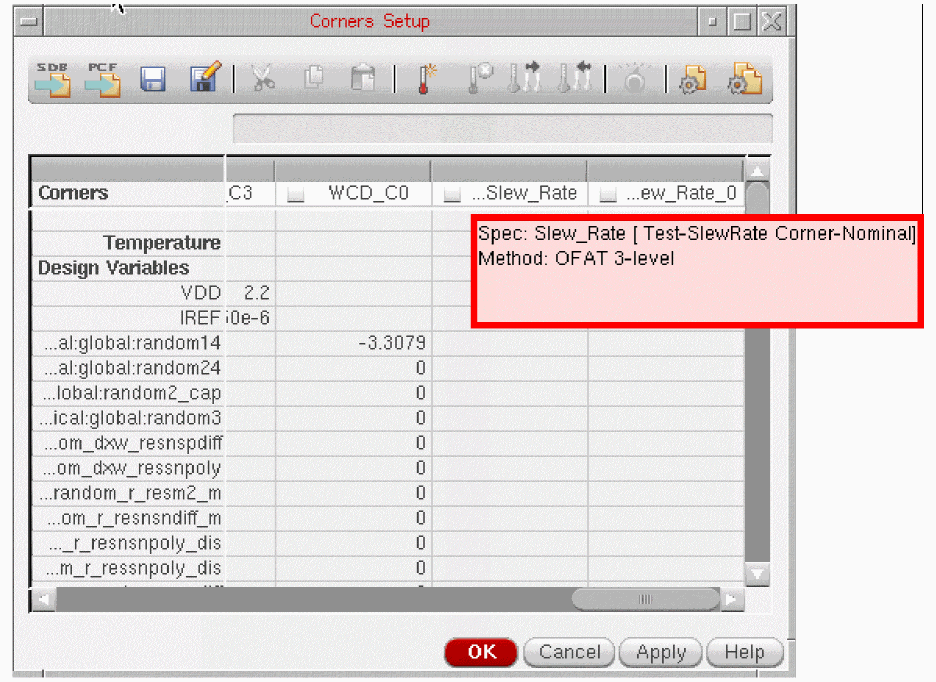 Corners Setup
SDB PCF
Corners C3 WCD_C0 ...Slew_Rate ...ew_Rate_0
Spec: Slew_Rate [ Test-SlewRate Corner-Nominal]
Method: OFAT 3-level
Temperature
Design Variables
VDD 2.2
IREF i0e-6
...al:global:random14 -3.3079
...al:global:random24 0
...lobal:random2_cap 0
...ical:global:random3 0
...om_dxw_resnspdiff 0
...om_dxw_ressnpoly 0
...random_r_resm2_m 0
...om_r_resnsndiff_m 0
..._r_resnsnpoly_dis 0
...m_r_ressnpoly_dis 0
OK Cancel Apply Help